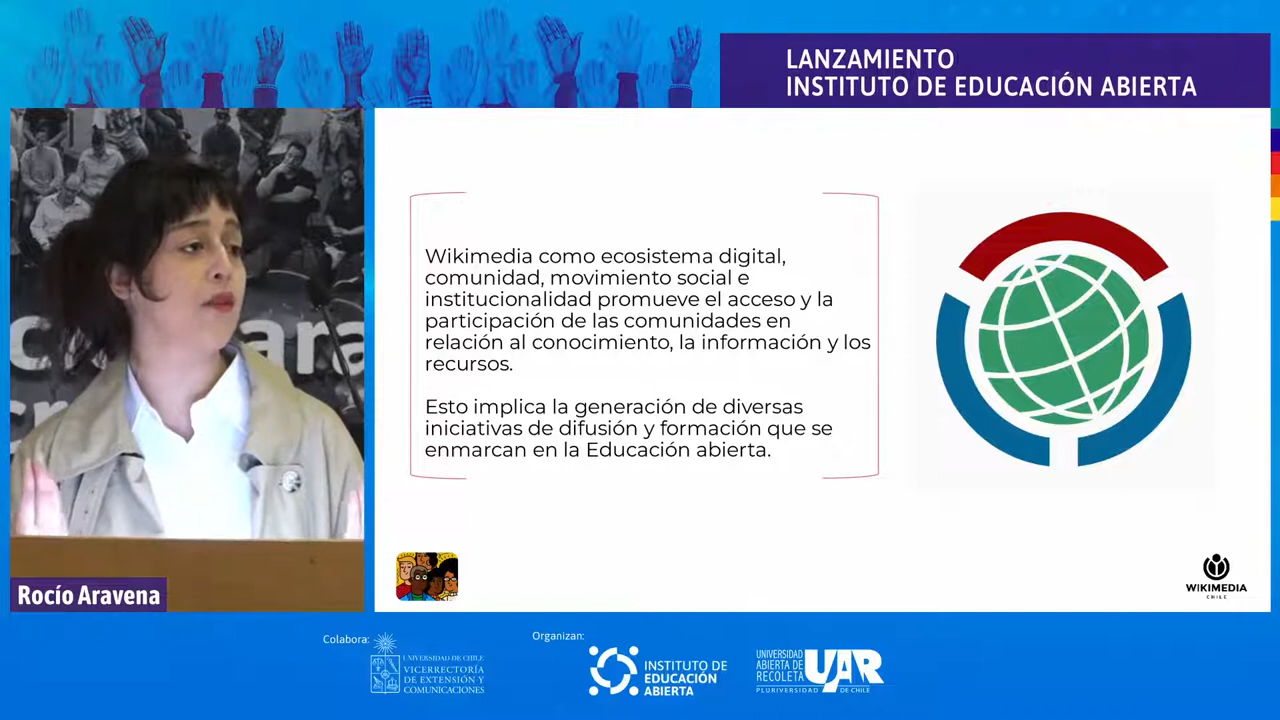 LANZAMIENTO
INSTITUTO DE EDUCACIÓN ABIERTA
Wikimedia como ecosistema digital,
comunidad, movimiento social e
institucionalidad promueve el acceso y la
participación de las comunidades en
relación al conocimiento, la información y los
recursos.
Esto implica la generación de diversas
iniciativas de difusión y formación que se
enmarcan en la Educación abierta.
WIKIMEDIA
CHILE
Rocío Aravena
Colabora:
UNIVERSIDAD DE CHILE
VICERRECTORÍA
DE EXTENSIÓN Y
COMUNICACIONES
Organizan:
INSTITUTO DE
EDUCACIÓN
ABIERTA
UNIVERSIDAD
ABIERTA DE
RECOLETA
UAR
PLURIVERSIDAD DE CHILE